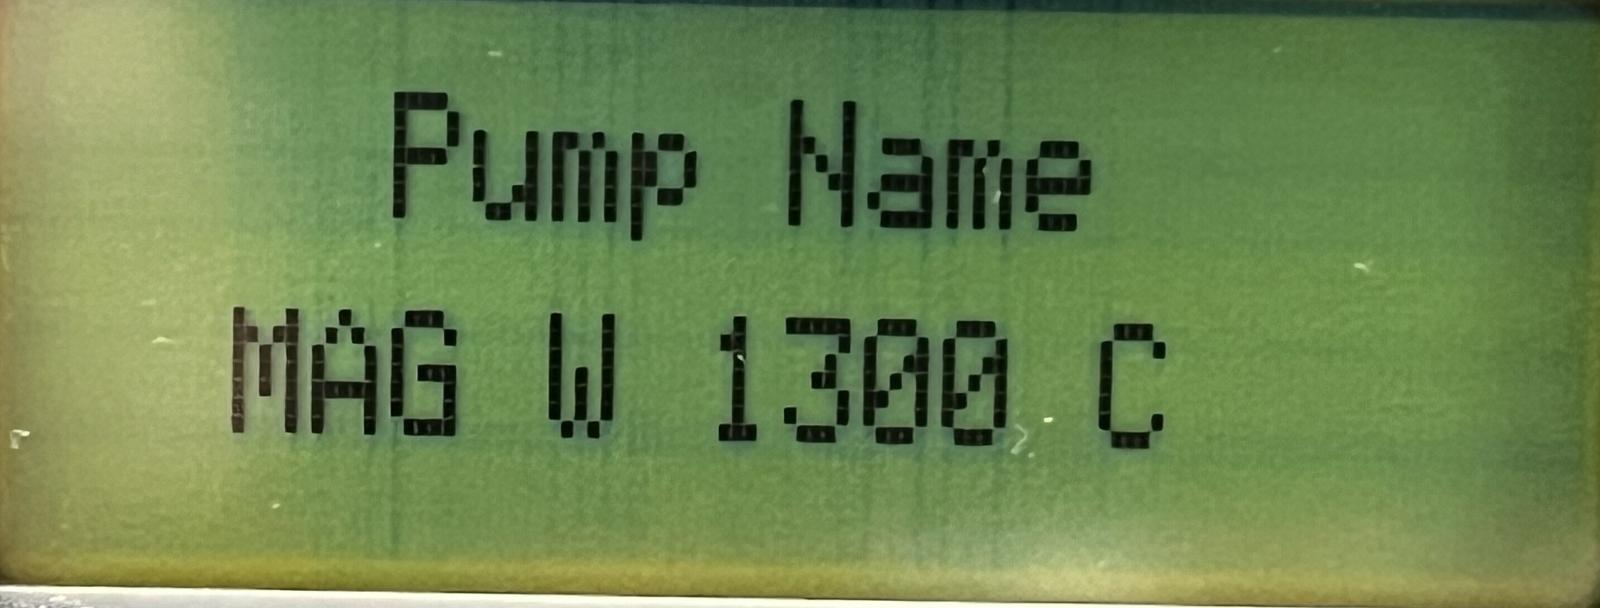 Pump Name
MAG W 1300 C